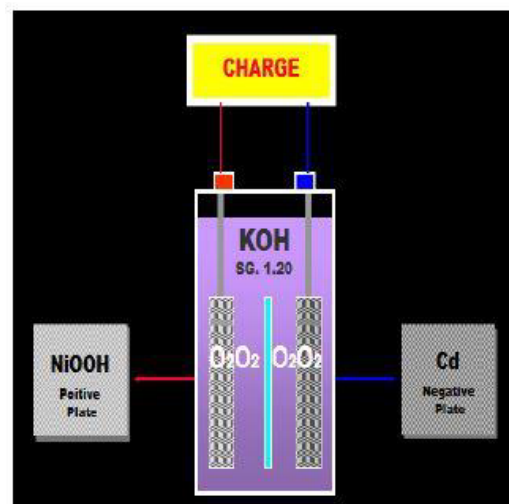 CHARGE
KOH
SG. 1.20
O₂O₂ O₂O₂
NiOOH
Poitive
Plate
Cd
Negative
Plate